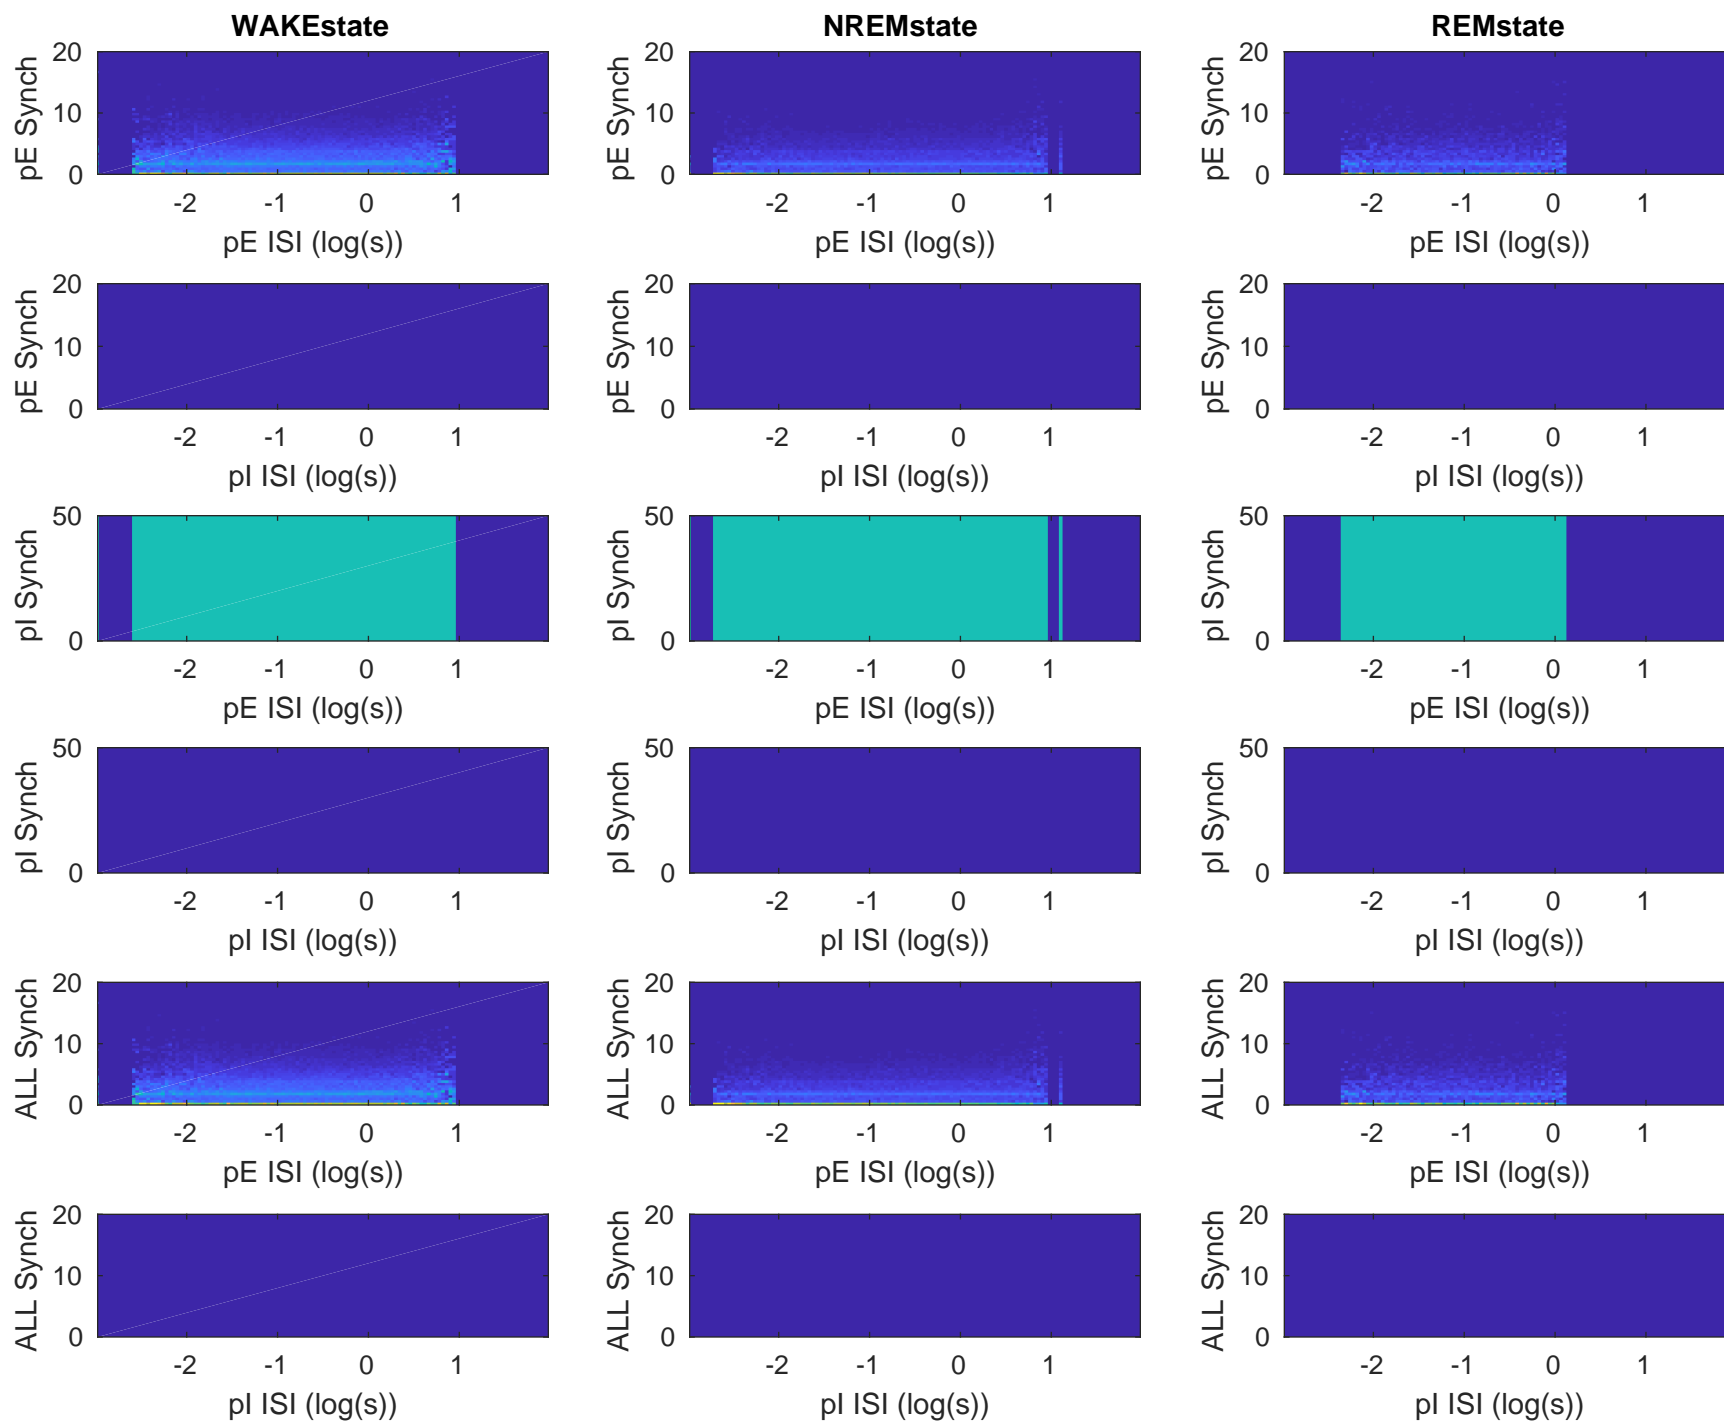 WAKEstate NREMstate REMstate
20 20 20
pE Synch pE Synch pE Synch
10 10 10
0 0 0
-2 -1 0 1 -2 -1 0 1 -2 -1 0 1
pE ISI (log(s)) pE ISI (log(s)) pE ISI (log(s))
20 20 20
pE Synch pE Synch pE Synch
10 10 10
0 0 0
-2 -1 0 1 -2 -1 0 1 -2 -1 0 1
pI ISI (log(s)) pI ISI (log(s)) pI ISI (log(s))
50 50 50
pI Synch pI Synch pI Synch
0 0 0
-2 -1 0 1 -2 -1 0 1 -2 -1 0 1
pE ISI (log(s)) pE ISI (log(s)) pE ISI (log(s))
50 50 50
pI Synch pI Synch pI Synch
0 0 0
-2 -1 0 1 -2 -1 0 1 -2 -1 0 1
pI ISI (log(s)) pI ISI (log(s)) pI ISI (log(s))
20 20 20
ALL Synch ALL Synch ALL Synch
10 10 10
0 0 0
-2 -1 0 1 -2 -1 0 1 -2 -1 0 1
pE ISI (log(s)) pE ISI (log(s)) pE ISI (log(s))
20 20 20
ALL Synch ALL Synch ALL Synch
10 10 10
0 0 0
-2 -1 0 1 -2 -1 0 1 -2 -1 0 1
pI ISI (log(s)) pI ISI (log(s)) pI ISI (log(s))